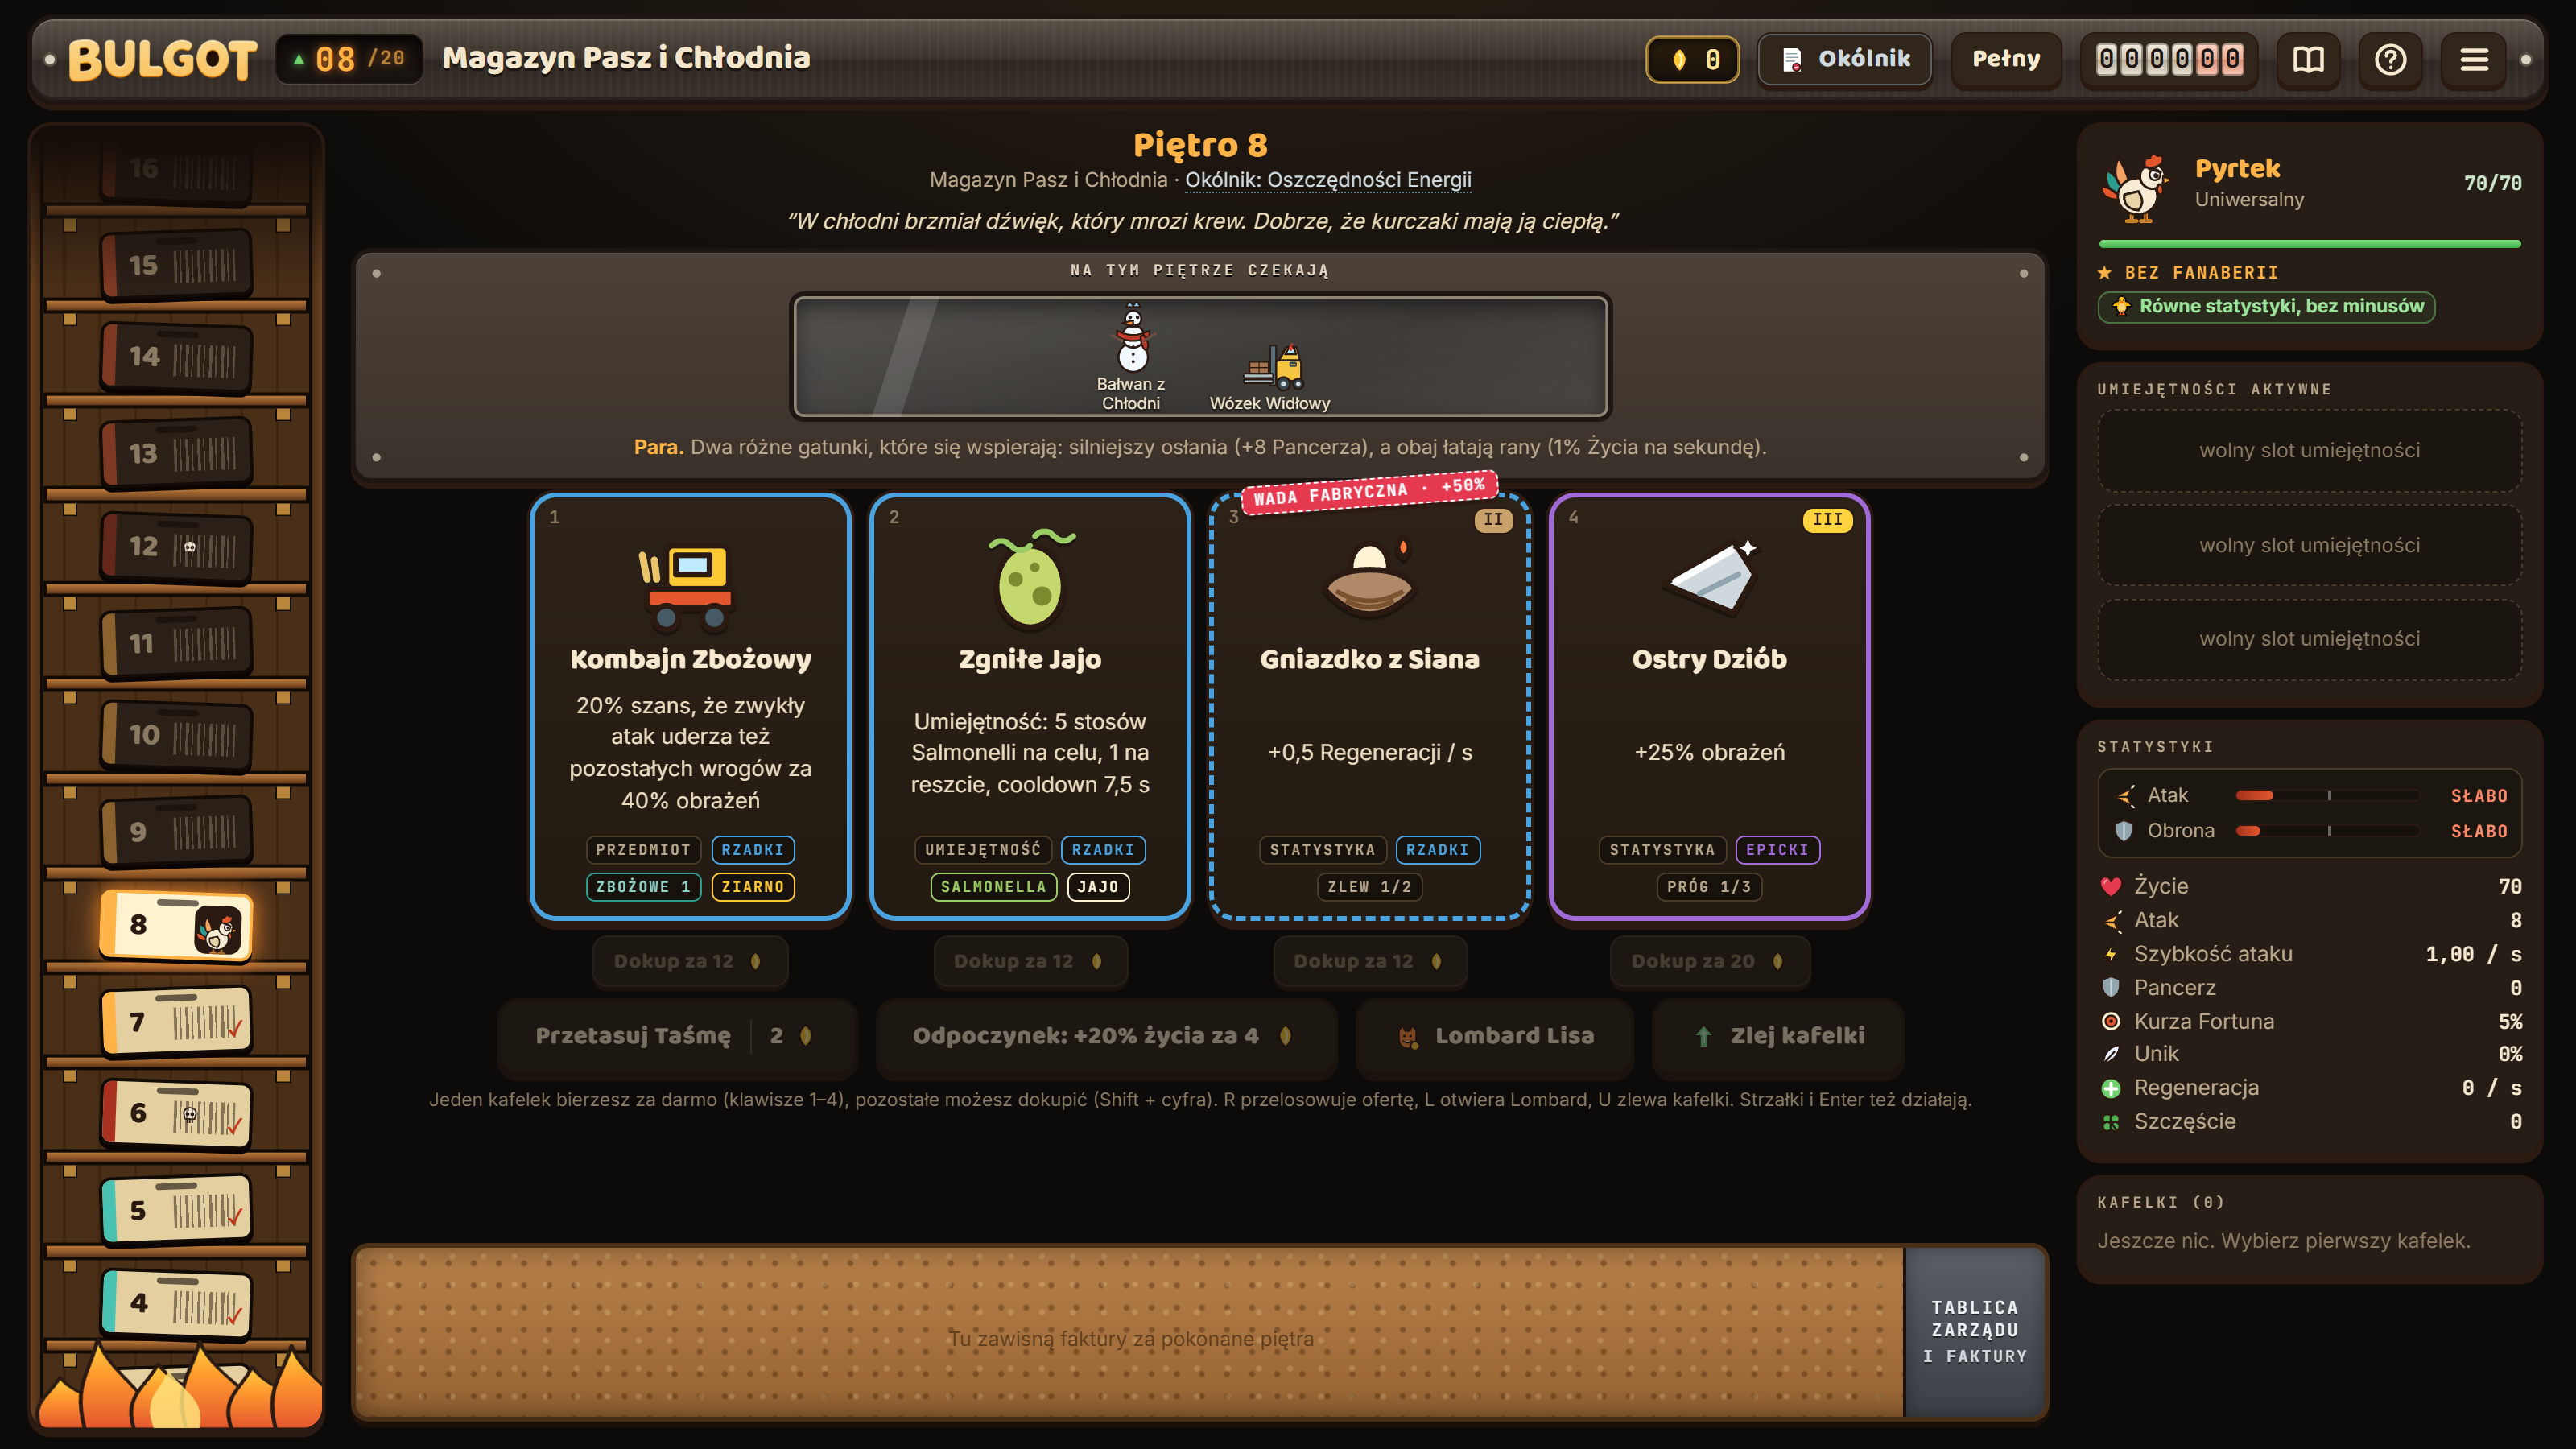 BULGOT
▲ 08 /20
Magazyn Pasz i Chłodnia
0
Okólnik
Pełny
000000
16
15
14
13
12
11
10
9
8
7
6
5
4
Piętro 8
Magazyn Pasz i Chłodnia · Okólnik: Oszczędności Energii
“W chłodni brzmiał dźwięk, który mrozi krew. Dobrze, że kurczaki mają ją ciepłą.”
NA TYM PIĘTRZE CZEKAJĄ
Bałwan z
Chłodni
Wózek Widłowy
Para. Dwa różne gatunki, które się wspierają: silniejszy osłania (+8 Pancerza), a obaj łatają rany (1% Życia na sekundę).
1
Kombajn Zbożowy
20% szans, że zwykły
atak uderza też
pozostałych wrogów za
40% obrażeń
PRZEDMIOT RZADKI
ZBOŻOWE 1 ZIARNO
Dokup za 12
2
Zgniłe Jajo
Umiejętność: 5 stosów
Salmonelli na celu, 1 na
reszcie, cooldown 7,5 s
UMIEJĘTNOŚĆ RZADKI
SALMONELLA JAJO
Dokup za 12
WADA FABRYCZNA · +50%
3
II
Gniazdko z Siana
+0,5 Regeneracji / s
STATYSTYKA RZADKI
ZLEW 1/2
Dokup za 12
4
III
Ostry Dziób
+25% obrażeń
STATYSTYKA EPICKI
PRÓG 1/3
Dokup za 20
Przetasuj Taśmę 2
Odpoczynek: +20% życia za 4
Lombard Lisa
Zlej kafelki
Jeden kafelek bierzesz za darmo (klawisze 1–4), pozostałe możesz dokupić (Shift + cyfra). R przelosowuje ofertę, L otwiera Lombard, U zlewa kafelki. Strzałki i Enter też działają.
Tu zawisną faktury za pokonane piętra
TABLICA
ZARZĄDU
I FAKTURY
Pyrtek
Uniwersalny
70/70
★ BEZ FANABERII
Równe statystyki, bez minusów
UMIEJĘTNOŚCI AKTYWNE
wolny slot umiejętności
wolny slot umiejętności
wolny slot umiejętności
STATYSTYKI
Atak SŁABO
Obrona SŁABO
Życie 70
Atak 8
Szybkość ataku 1,00 / s
Pancerz 0
Kurza Fortuna 5%
Unik 0%
Regeneracja 0 / s
Szczęście 0
KAFELKI (0)
Jeszcze nic. Wybierz pierwszy kafelek.